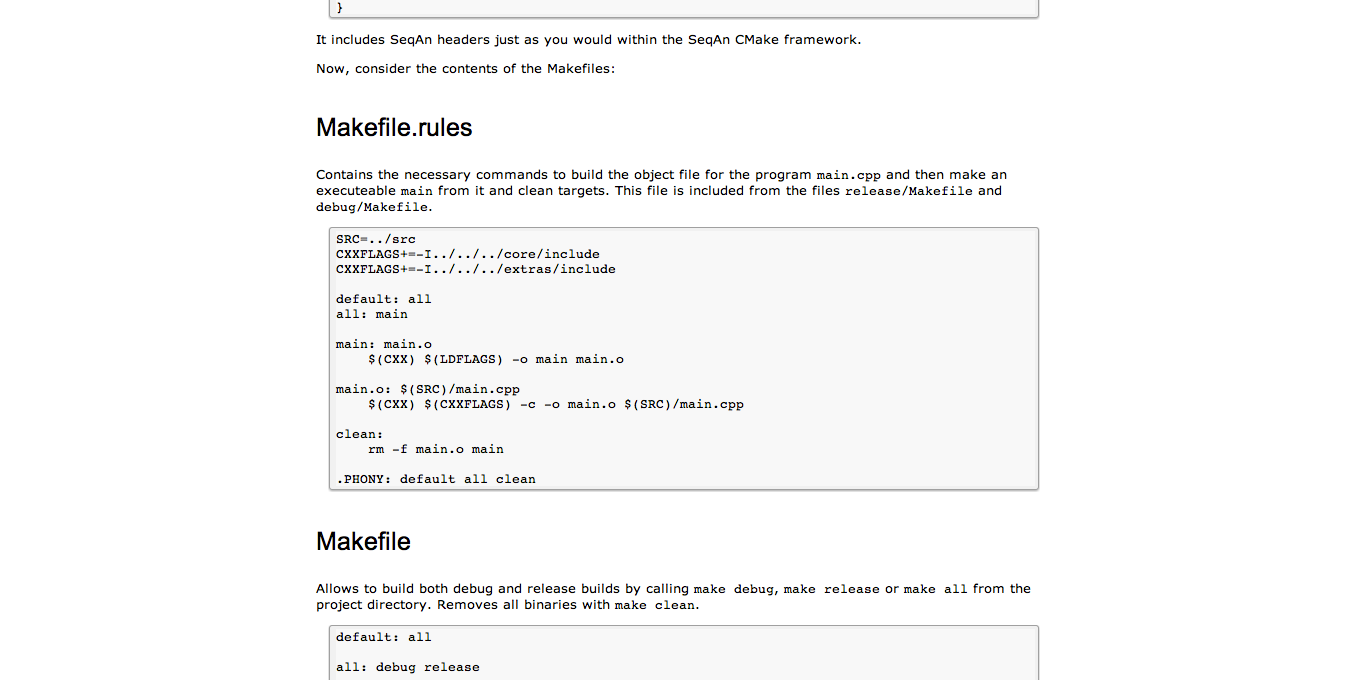 }
It includes SeqAn headers just as you would within the SeqAn CMake framework.
Now, consider the contents of the Makefiles:
Makefile.rules
Contains the necessary commands to build the object file for the program main.cpp and then make an
executeable main from it and clean targets. This file is included from the files release/Makefile and
debug/Makefile.
SRC=../src
CXXFLAGS+=-I../../../core/include
CXXFLAGS+=-I../../../extras/include
default: all
all: main
main: main.o
    $(CXX) $(LDFLAGS) -o main main.o
main.o: $(SRC)/main.cpp
    $(CXX) $(CXXFLAGS) -c -o main.o $(SRC)/main.cpp
clean:
    rm -f main.o main
.PHONY: default all clean
Makefile
Allows to build both debug and release builds by calling make debug, make release or make all from the
project directory. Removes all binaries with make clean.
default: all
all: debug release